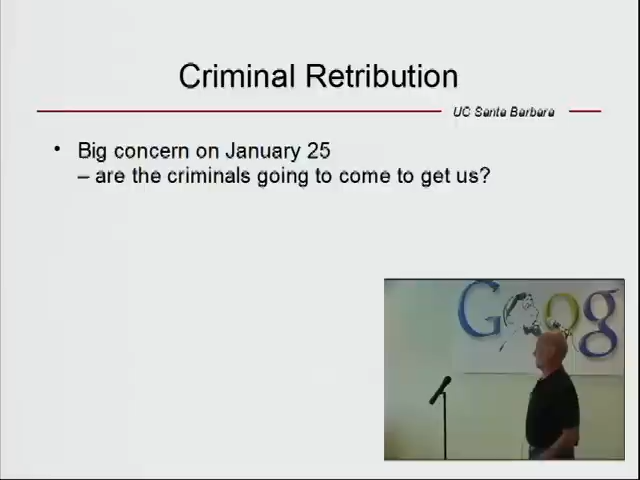 Criminal Retribution
UC Santa Barbara
• Big concern on January 25
– are the criminals going to come to get us?
Goog